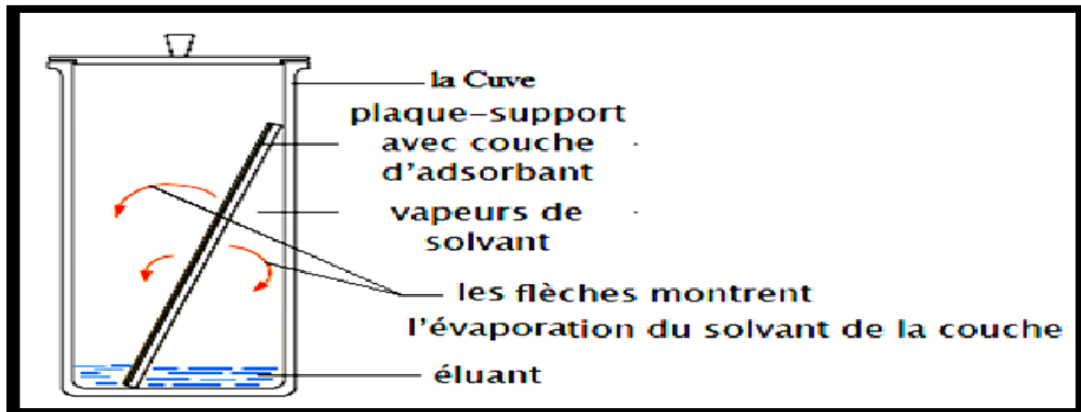 la Cuve
plaque-support
avec couche
d'adsorbant
vapeurs de
solvant
les flèches montrent
l'évaporation du solvant de la couche
éluant